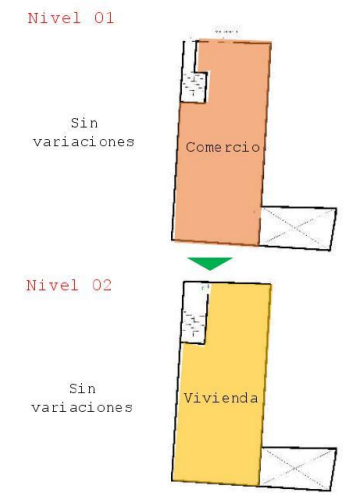 Nivel 01
Sin
variaciones
Comercio
Nivel 02
Sin
variaciones
Vivienda